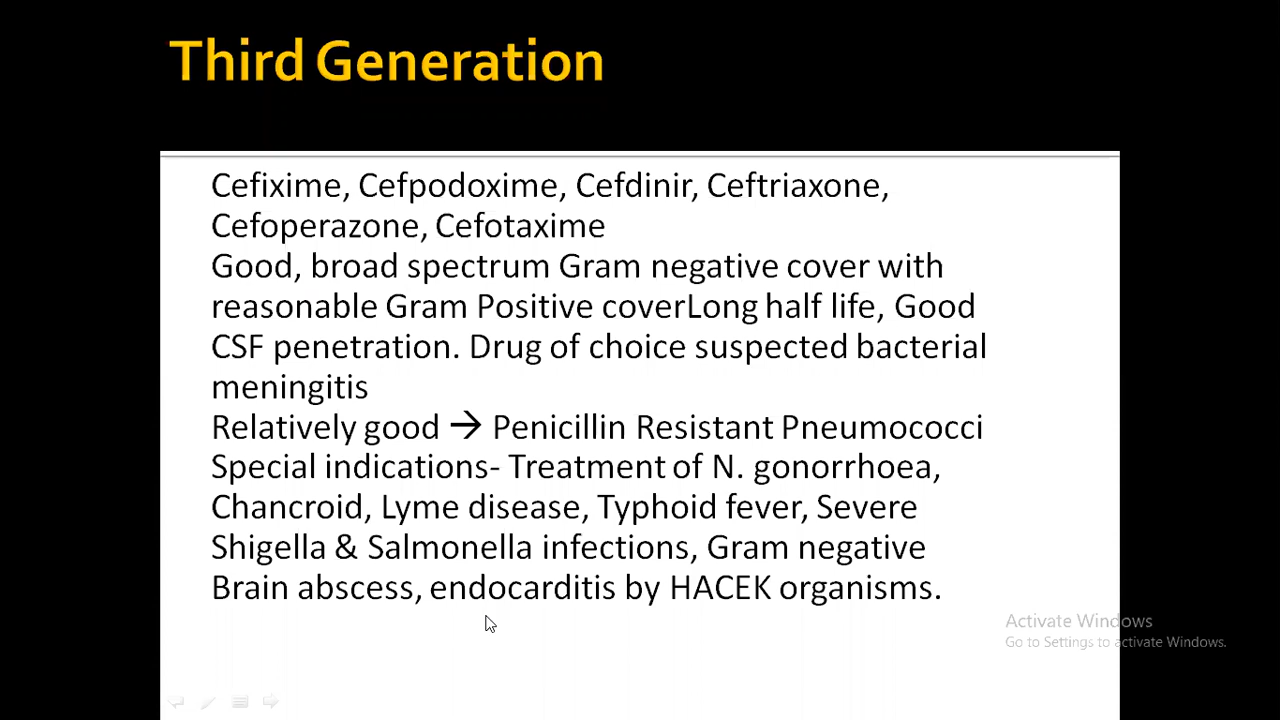 Third Generation
Cefixime, Cefpodoxime, Cefdinir, Ceftriaxone,
Cefoperazone, Cefotaxime
Good, broad spectrum Gram negative cover with
reasonable Gram Positive coverLong half life, Good
CSF penetration. Drug of choice suspected bacterial
meningitis
Relatively good → Penicillin Resistant Pneumococci
Special indications- Treatment of N. gonorrhoea,
Chancroid, Lyme disease, Typhoid fever, Severe
Shigella & Salmonella infections, Gram negative
Brain abscess, endocarditis by HACEK organisms.
Activate Windows
Go to Settings to activate Windows.